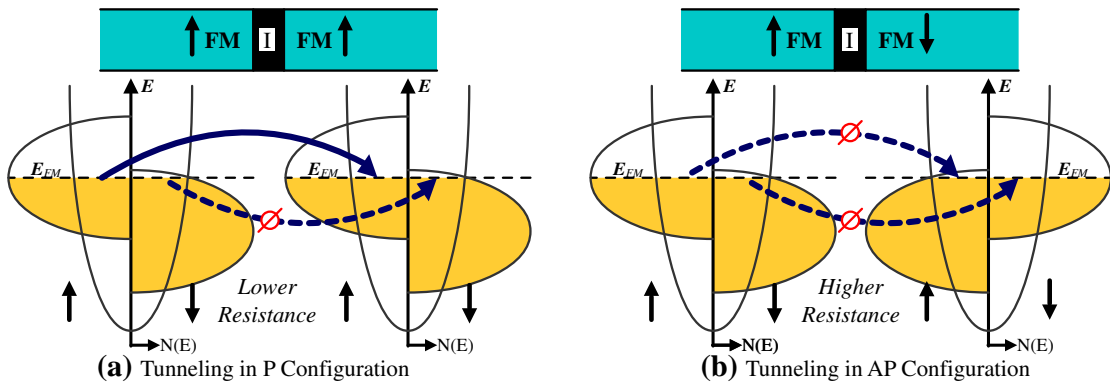 FM I FM
FM I FM
E E E E
E_FM E_FM E_FM E_FM
Lower
Resistance
Higher
Resistance
N(E) N(E) N(E) N(E)
(a) Tunneling in P Configuration
(b) Tunneling in AP Configuration